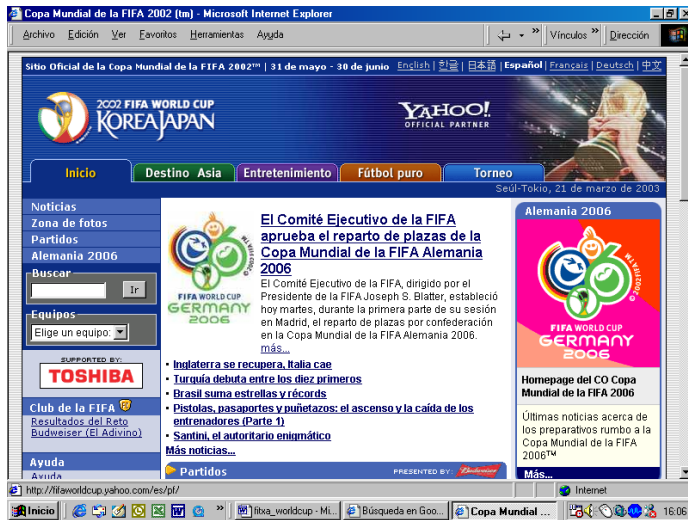 Copa Mundial de la FIFA 2002 (tm) - Microsoft Internet Explorer
Archivo Edición Ver Favoritos Herramientas Ayuda
Vínculos » Dirección
Sitio Oficial de la Copa Mundial de la FIFA 2002™ | 31 de mayo - 30 de junio English | 한글 | 日本語 | Español | Français | Deutsch | 中文
2002 FIFA WORLD CUP
KOREAJAPAN
YAHOO!
OFFICIAL PARTNER
Inicio Destino Asia Entretenimiento Fútbol puro Torneo
Seúl-Tokio, 21 de marzo de 2003
Noticias
Zona de fotos
Partidos
Alemania 2006
Buscar
Ir
Equipos
Elige un equipo:
SUPPORTED BY:
TOSHIBA
Club de la FIFA
Resultados del Reto
Budweiser (El Adivino)
Ayuda
Ayuda
FIFA WORLD CUP
GERMANY
2006
El Comité Ejecutivo de la FIFA
aprueba el reparto de plazas de la
Copa Mundial de la FIFA Alemania
2006
El Comité Ejecutivo de la FIFA, dirigido por el
Presidente de la FIFA Joseph S. Blatter, estableció
hoy martes, durante la primera parte de su sesión
en Madrid, el reparto de plazas por confederación
en la Copa Mundial de la FIFA Alemania 2006.
más...
• Inglaterra se recupera, Italia cae
• Turquía debuta entre los diez primeros
• Brasil suma estrellas y récords
• Pistolas, pasaportes y puñetazos: el ascenso y la caída de los
entrenadores (Parte 1)
• Santini, el autoritario enigmático
Más noticias...
Partidos PRESENTED BY: Budweiser
Alemania 2006
FIFA WORLD CUP
GERMANY
2006
Homepage del CO Copa
Mundial de la FIFA 2006
Últimas noticias acerca de
los preparativos rumbo a la
Copa Mundial de la FIFA
2006™
Más...
http://fifaworldcup.yahoo.com/es/pf/ Internet
Inicio » fitxa_worldcup - Mi... Búsqueda en Goo... Copa Mundial ... 16:06